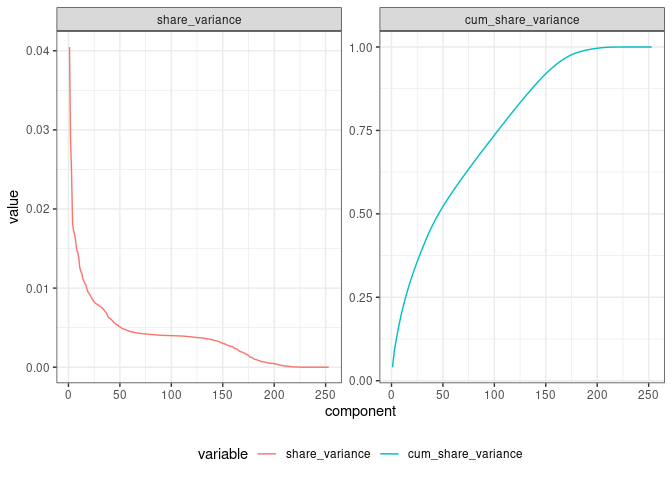 share_variance
cum_share_variance
value
0.04
0.03
0.02
0.01
0.00
1.00
0.75
0.50
0.25
0.00
0 50 100 150 200 250
0 50 100 150 200 250
component
variable share_variance cum_share_variance